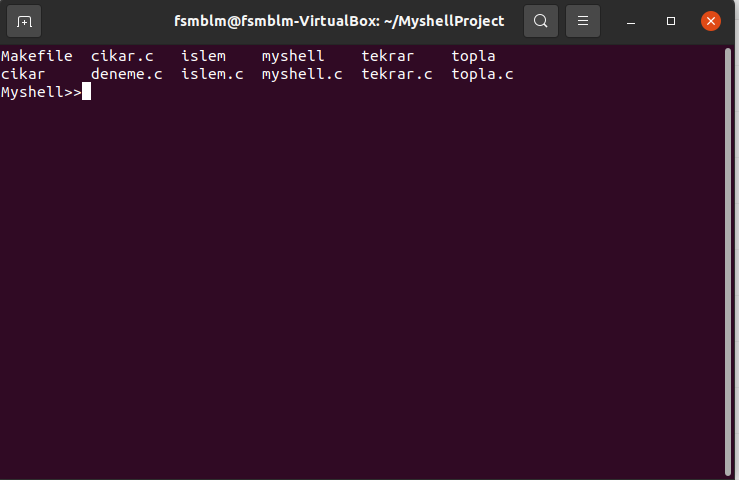 fsmblm@fsmblm-VirtualBox: ~/MyshellProject
Makefile  cikar.c   islem    myshell    tekrar    topla
cikar     deneme.c  islem.c  myshell.c  tekrar.c  topla.c
Myshell>>